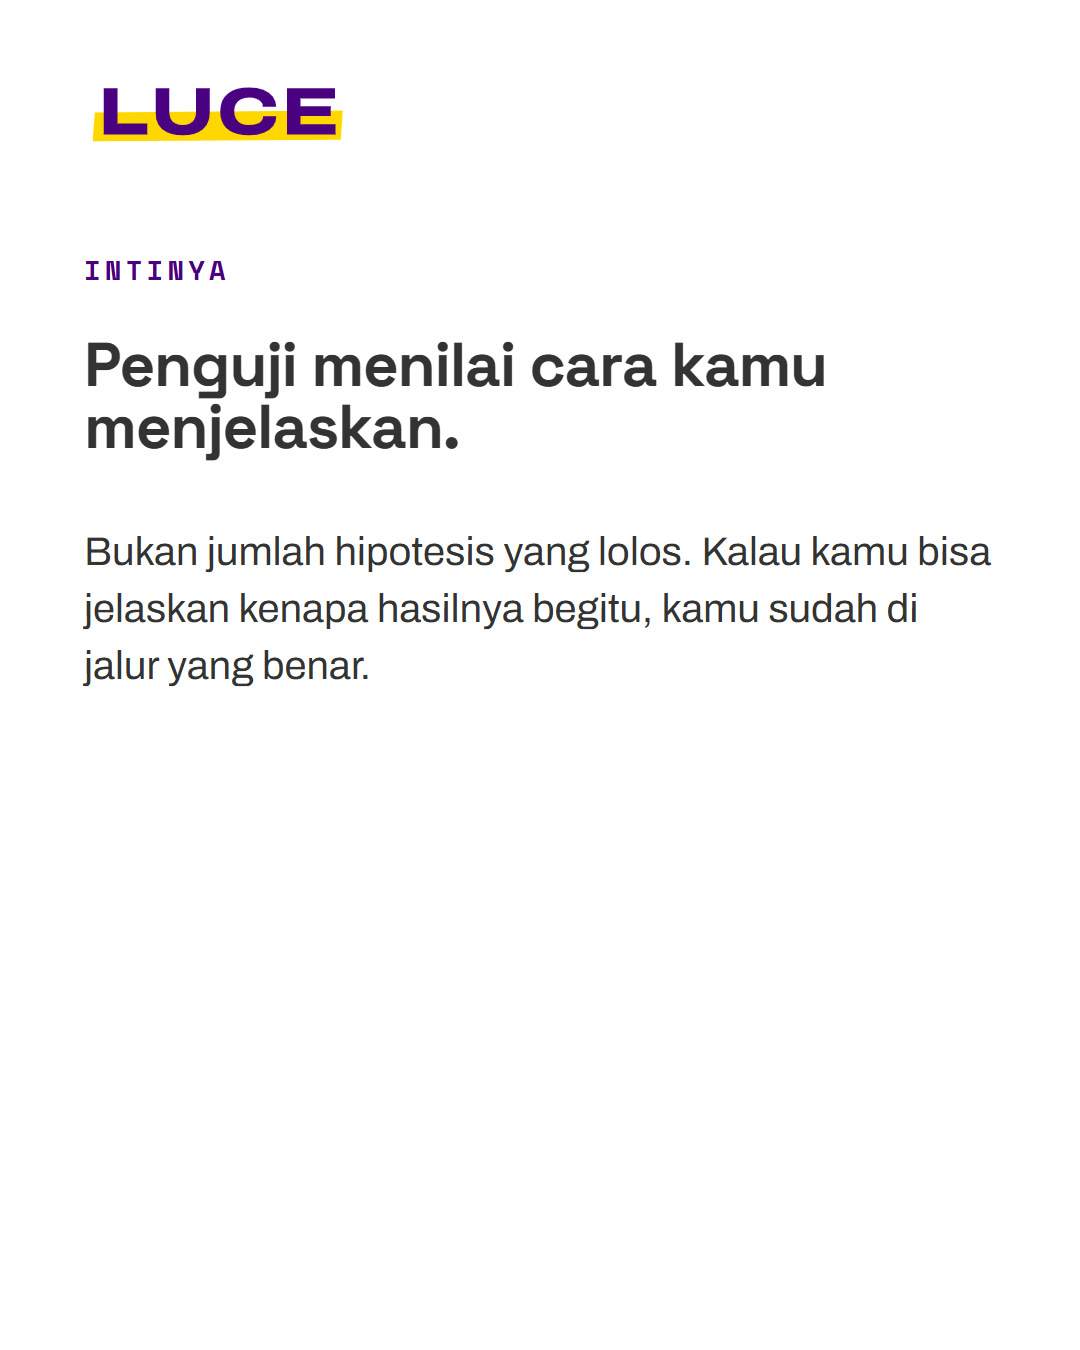 LUCE
INTINYA
Penguji menilai cara kamu
menjelaskan.
Bukan jumlah hipotesis yang lolos. Kalau kamu bisa
jelaskan kenapa hasilnya begitu, kamu sudah di
jalur yang benar.